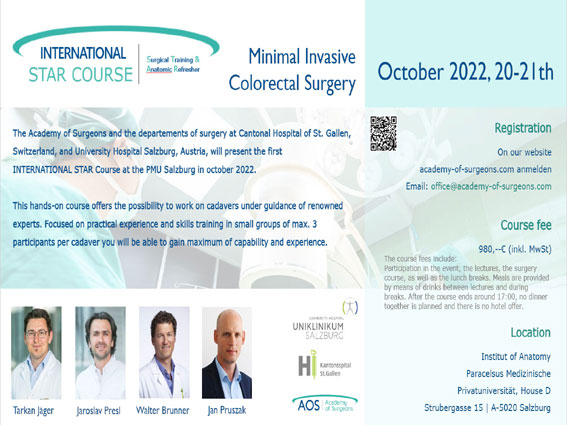 INTERNATIONAL
STAR COURSE
Surgical Training &
Anatomic Refresher
Minimal Invasive
Colorectal Surgery
October 2022, 20-21th
The Academy of Surgeons and the departements of surgery at Cantonal Hospital of St. Gallen,
Switzerland, and University Hospital Salzburg, Austria, will present the first
INTERNATIONAL STAR Course at the PMU Salzburg in october 2022.
This hands-on course offers the possibility to work on cadavers under guidance of renowned
experts. Focused on practical experience and skills training in small groups of max. 3
participants per cadaver you will be able to gain maximum of capability and experience.
Registration
On our website
academy-of-surgeons.com anmelden
Email: office@academy-of-surgeons.com
Course fee
980,--€ (inkl. MwSt)
The course fees include:
Participation in the event, the lectures, the surgery
course, as well as the lunch breaks. Meals are provided
by means of drinks between lectures and during
breaks. After the course ends around 17:00, no dinner
together is planned and there is no hotel offer.
Location
Institut of Anatomy
Paracelsus Medizinische
Privatuniversität, House D
Strubergasse 15 | A-5020 Salzburg
Tarkan Jager
Jaroslav Presl
Walter Brunner
Jan Pruszak
UNIVERSITY HOSPITAL
UNIKLINIKUM
SALZBURG
Kantonsspital
St.Gallen
AOS | Academy
of Surgeons